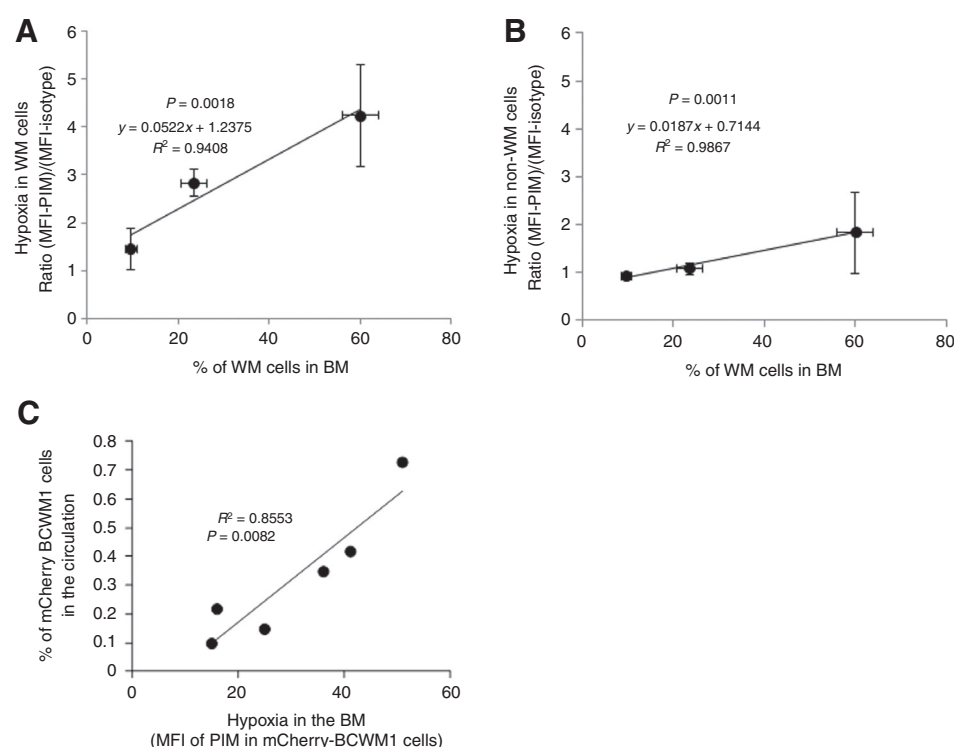 A
Hypoxia in WM cells
Ratio (MFI-PIM)/(MFI-isotype)
6
5
4
3
2
1
0
P = 0.0018
y = 0.0522x + 1.2375
R² = 0.9408
0 20 40 60 80
% of WM cells in BM
B
Hypoxia in non-WM cells
Ratio (MFI-PIM)/(MFI-isotype)
6
5
4
3
2
1
0
P = 0.0011
y = 0.0187x + 0.7144
R² = 0.9867
0 20 40 60 80
% of WM cells in BM
C
% of mCherry BCWM1 cells
in the circulation
0.8
0.7
0.6
0.5
0.4
0.3
0.2
0.1
0
R² = 0.8553
P = 0.0082
0 20 40 60
Hypoxia in the BM
(MFI of PIM in mCherry-BCWM1 cells)